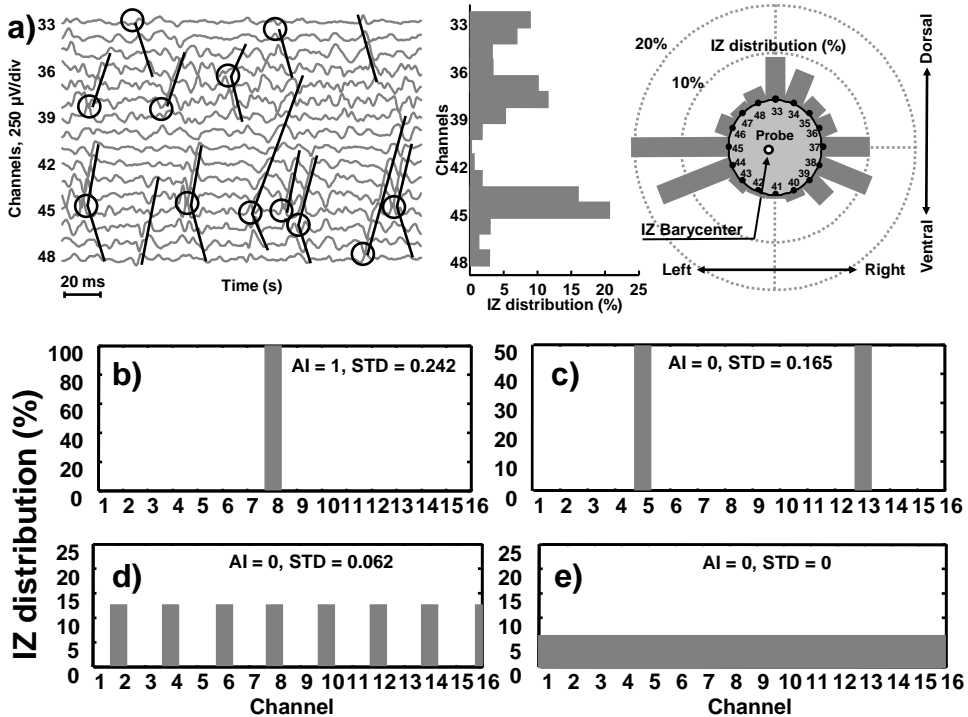 a)
Channels, 250 µV/div
33
36
39
42
45
48
20 ms
Time (s)
Channels
33
36
39
42
45
48
0 5 10 15 20 25
IZ distribution (%)
20%
10%
IZ distribution (%)
Probe
33
34
35
36
37
38
39
40
41
42
43
44
45
46
47
48
IZ Barycenter
Left
Right
Dorsal
Ventral
IZ distribution (%)
b)
AI = 1, STD = 0.242
100
80
60
40
20
0
1 2 3 4 5 6 7 8 9 10 11 12 13 14 15 16
c)
AI = 0, STD = 0.165
50
40
30
20
10
0
1 2 3 4 5 6 7 8 9 10 11 12 13 14 15 16
d)
AI = 0, STD = 0.062
25
20
15
10
5
0
1 2 3 4 5 6 7 8 9 10 11 12 13 14 15 16
Channel
e)
AI = 0, STD = 0
25
20
15
10
5
0
1 2 3 4 5 6 7 8 9 10 11 12 13 14 15 16
Channel